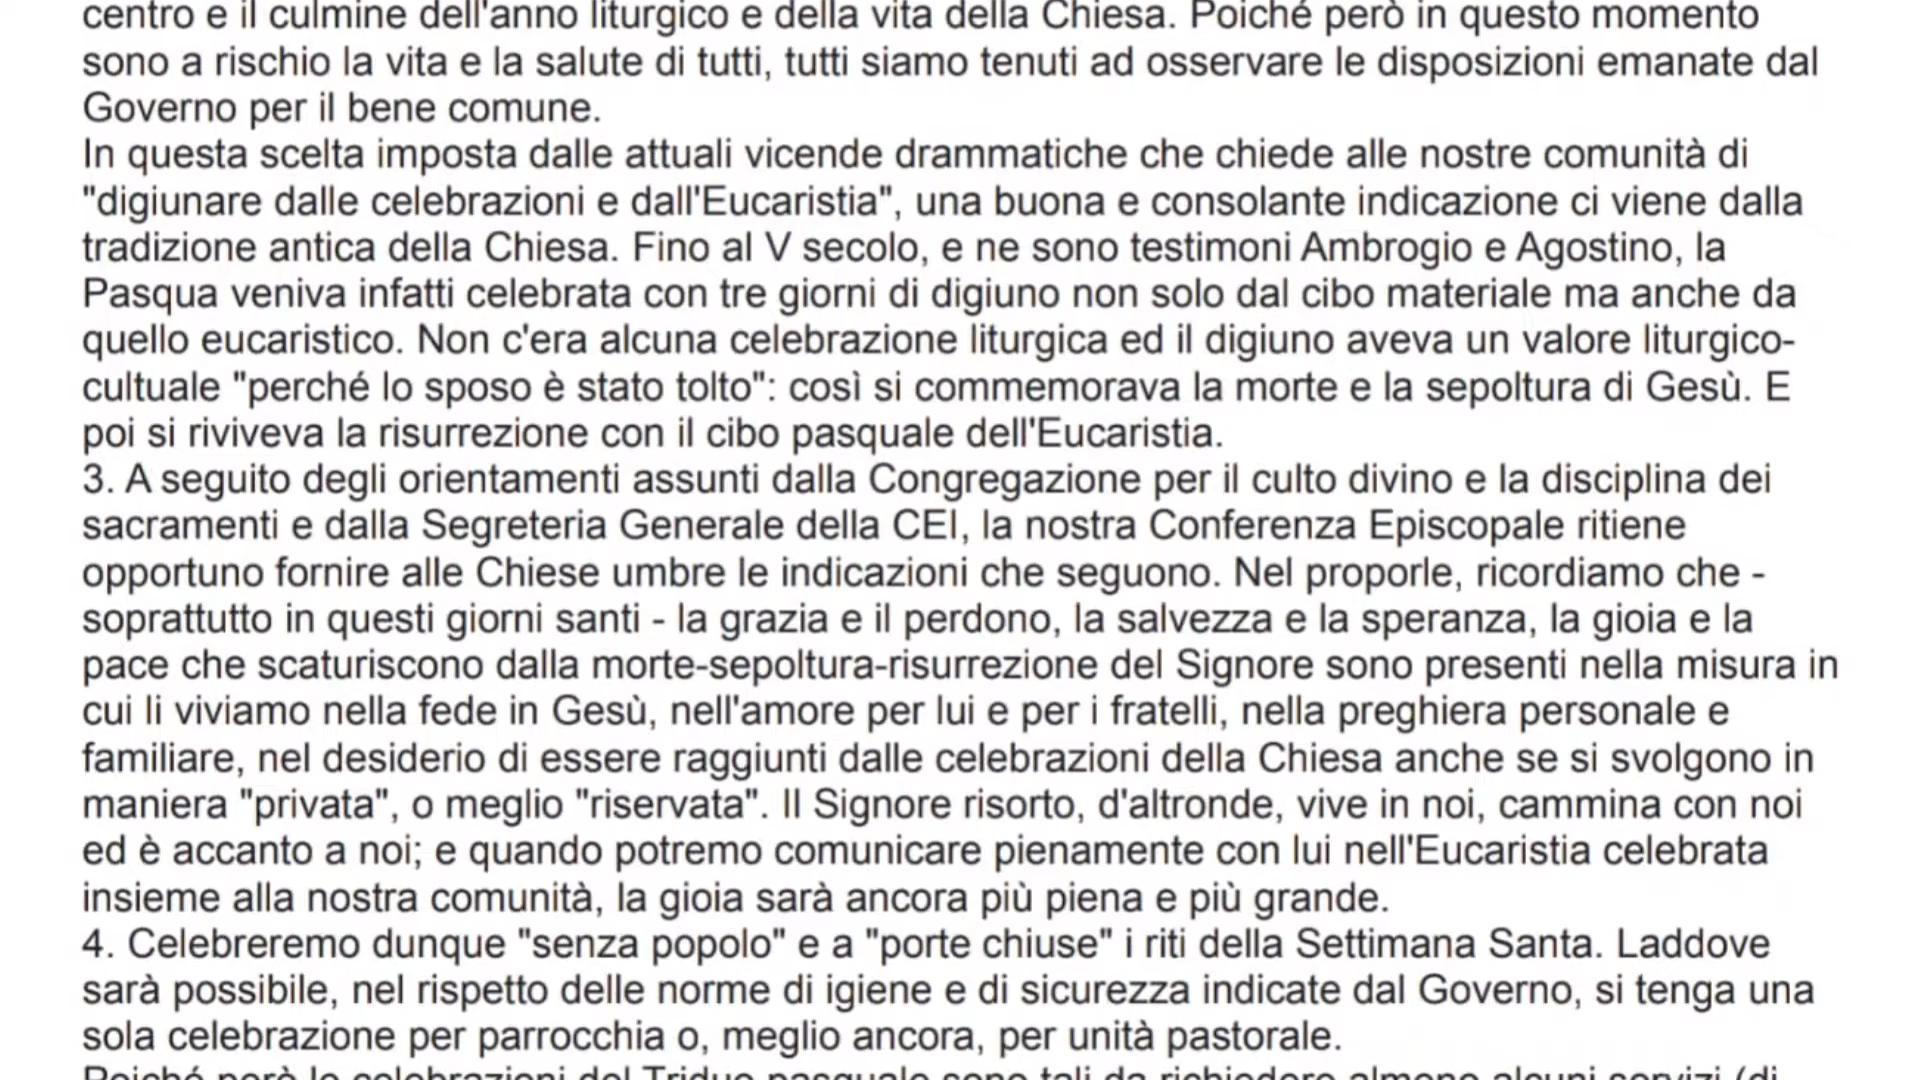 centro e il culmine dell'anno liturgico e della vita della Chiesa. Poiché però in questo momento
sono a rischio la vita e la salute di tutti, tutti siamo tenuti ad osservare le disposizioni emanate dal
Governo per il bene comune.
In questa scelta imposta dalle attuali vicende drammatiche che chiede alle nostre comunità di
"digiunare dalle celebrazioni e dall'Eucaristia", una buona e consolante indicazione ci viene dalla
tradizione antica della Chiesa. Fino al V secolo, e ne sono testimoni Ambrogio e Agostino, la
Pasqua veniva infatti celebrata con tre giorni di digiuno non solo dal cibo materiale ma anche da
quello eucaristico. Non c'era alcuna celebrazione liturgica ed il digiuno aveva un valore liturgico-
cultuale "perché lo sposo è stato tolto": così si commemorava la morte e la sepoltura di Gesù. E
poi si riviveva la risurrezione con il cibo pasquale dell'Eucaristia.
3. A seguito degli orientamenti assunti dalla Congregazione per il culto divino e la disciplina dei
sacramenti e dalla Segreteria Generale della CEI, la nostra Conferenza Episcopale ritiene
opportuno fornire alle Chiese umbre le indicazioni che seguono. Nel proporle, ricordiamo che -
soprattutto in questi giorni santi - la grazia e il perdono, la salvezza e la speranza, la gioia e la
pace che scaturiscono dalla morte-sepoltura-risurrezione del Signore sono presenti nella misura in
cui li viviamo nella fede in Gesù, nell'amore per lui e per i fratelli, nella preghiera personale e
familiare, nel desiderio di essere raggiunti dalle celebrazioni della Chiesa anche se si svolgono in
maniera "privata", o meglio "riservata". Il Signore risorto, d'altronde, vive in noi, cammina con noi
ed è accanto a noi; e quando potremo comunicare pienamente con lui nell'Eucaristia celebrata
insieme alla nostra comunità, la gioia sarà ancora più piena e più grande.
4. Celebreremo dunque "senza popolo" e a "porte chiuse" i riti della Settimana Santa. Laddove
sarà possibile, nel rispetto delle norme di igiene e di sicurezza indicate dal Governo, si tenga una
sola celebrazione per parrocchia o, meglio ancora, per unità pastorale.
Poiché però le celebrazioni del Triduo pasquale sono tali da richiedere almeno alcuni servizi (di